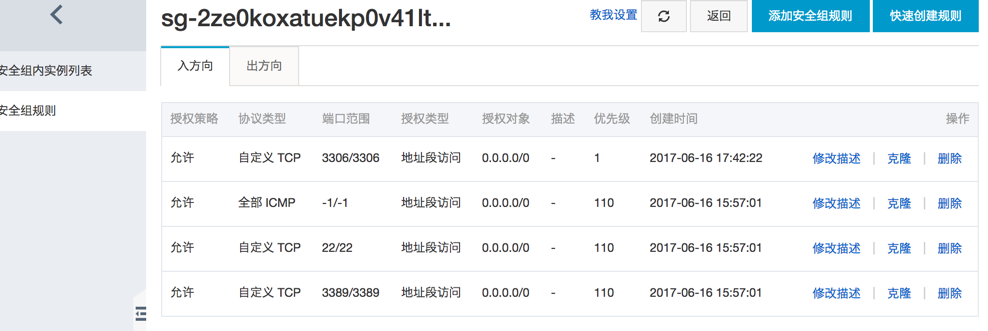 sg-2ze0koxatuekp0v41lt...
教我设置 返回 添加安全组规则 快速创建规则
安全组内实例列表
安全组规则
入方向 出方向
授权策略 协议类型 端口范围 授权类型 授权对象 描述 优先级 创建时间 操作
允许 自定义 TCP 3306/3306 地址段访问 0.0.0.0/0 - 1 2017-06-16 17:42:22 修改描述 | 克隆 | 删除
允许 全部 ICMP -1/-1 地址段访问 0.0.0.0/0 - 110 2017-06-16 15:57:01 修改描述 | 克隆 | 删除
允许 自定义 TCP 22/22 地址段访问 0.0.0.0/0 - 110 2017-06-16 15:57:01 修改描述 | 克隆 | 删除
允许 自定义 TCP 3389/3389 地址段访问 0.0.0.0/0 - 110 2017-06-16 15:57:01 修改描述 | 克隆 | 删除